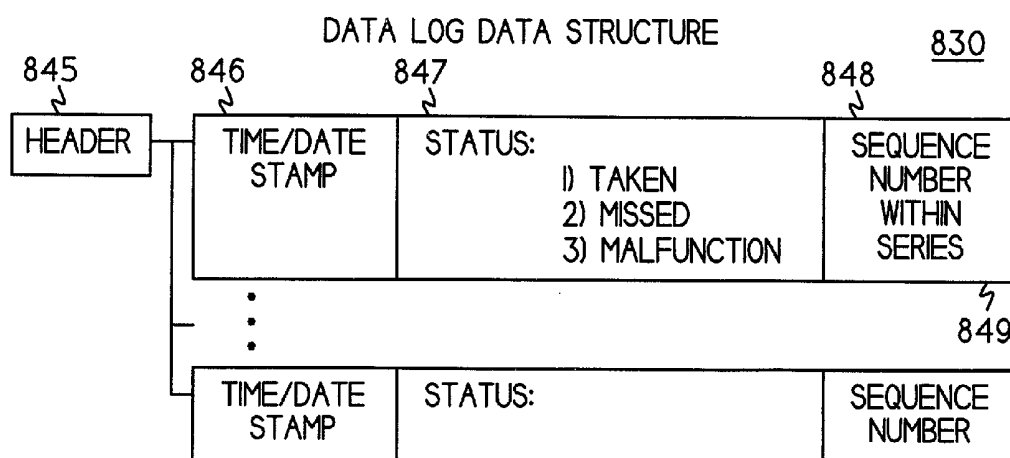 DATA LOG DATA STRUCTURE
830
845
846
847
848
HEADER
TIME/DATE
STAMP
STATUS:
1) TAKEN
2) MISSED
3) MALFUNCTION
SEQUENCE
NUMBER
WITHIN
SERIES
849
TIME/DATE
STAMP
STATUS:
SEQUENCE
NUMBER